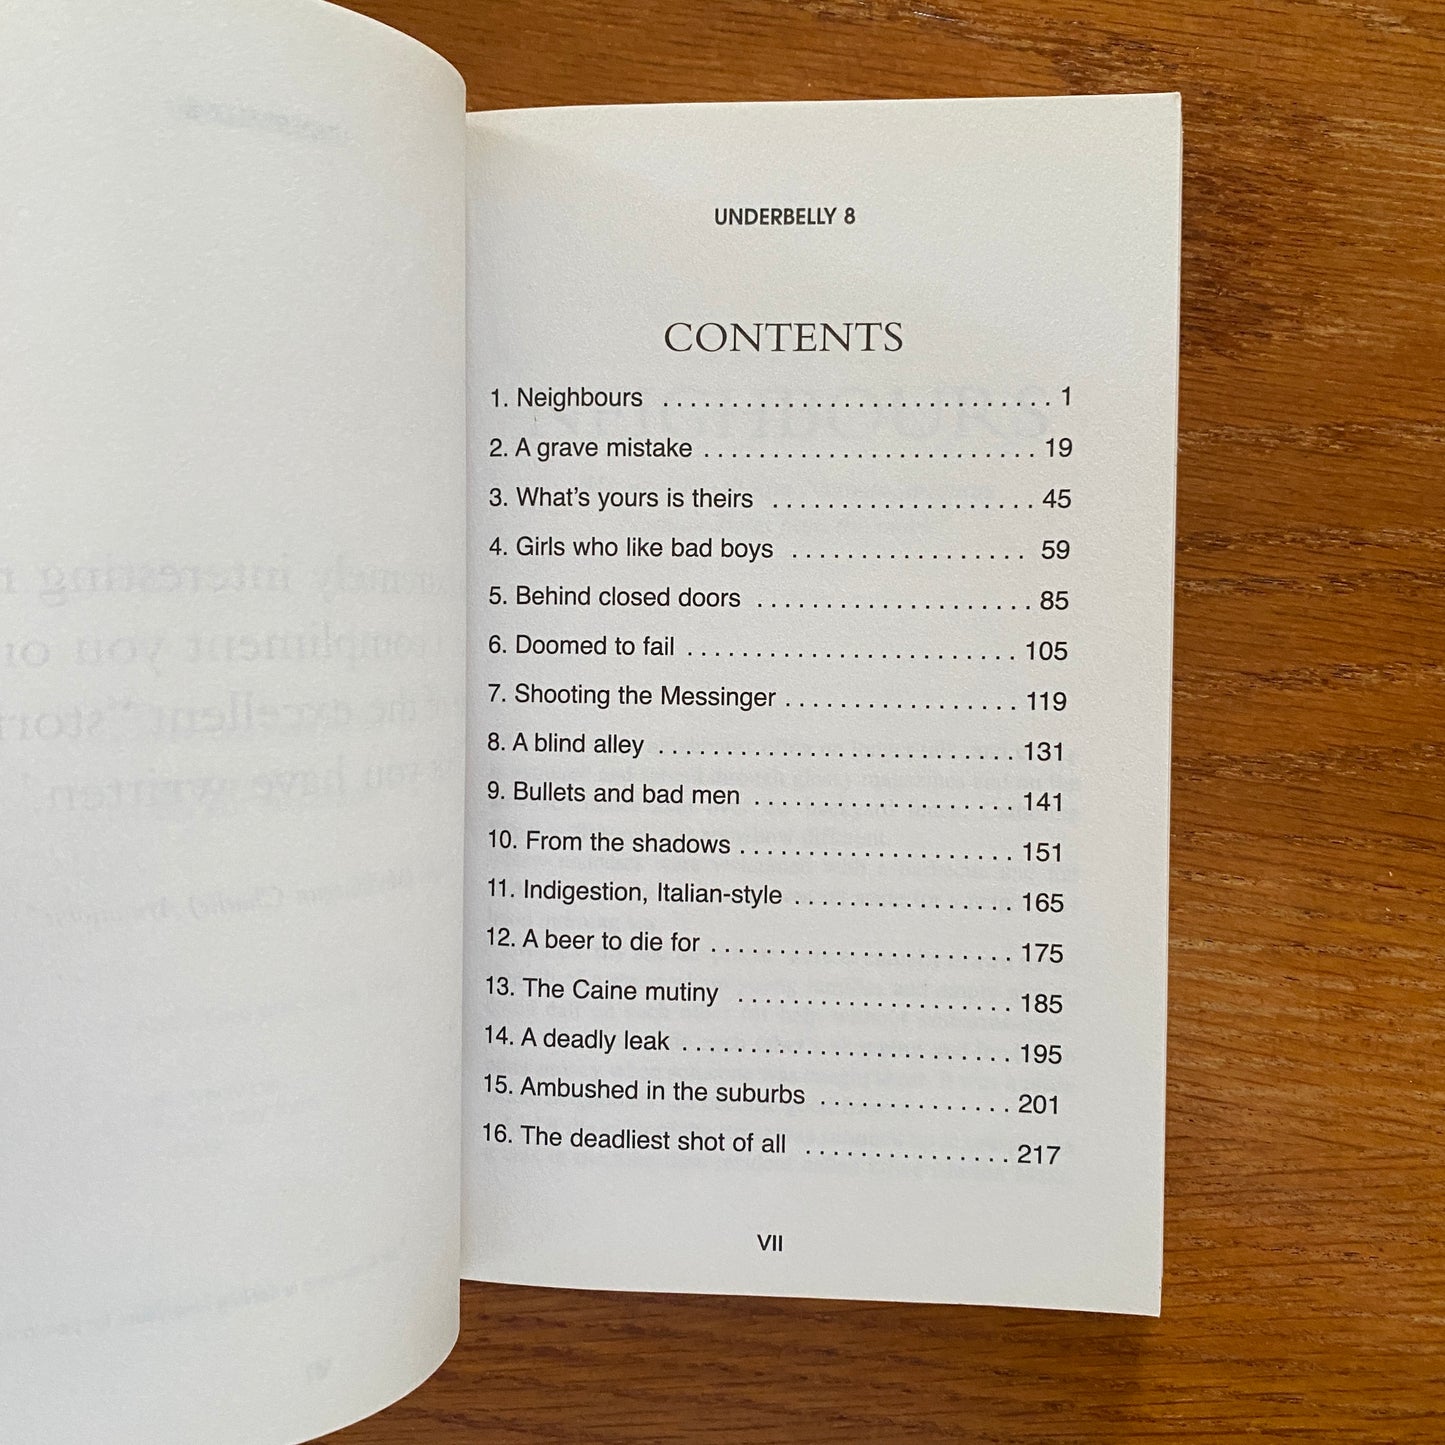 UNDERBELLY 8
CONTENTS
1. Neighbours ............................ 1
2. A grave mistake ........................ 19
3. What's yours is theirs ................... 45
4. Girls who like bad boys ................. 59
5. Behind closed doors .................... 85
6. Doomed to fail ........................ 105
7. Shooting the Messinger ................. 119
8. A blind alley .......................... 131
9. Bullets and bad men ................... 141
10. From the shadows .................... 151
11. Indigestion, Italian-style ................ 165
12. A beer to die for ...................... 175
13. The Caine mutiny .................... 185
14. A deadly leak ........................ 195
15. Ambushed in the suburbs .............. 201
16. The deadliest shot of all ............... 217
VII